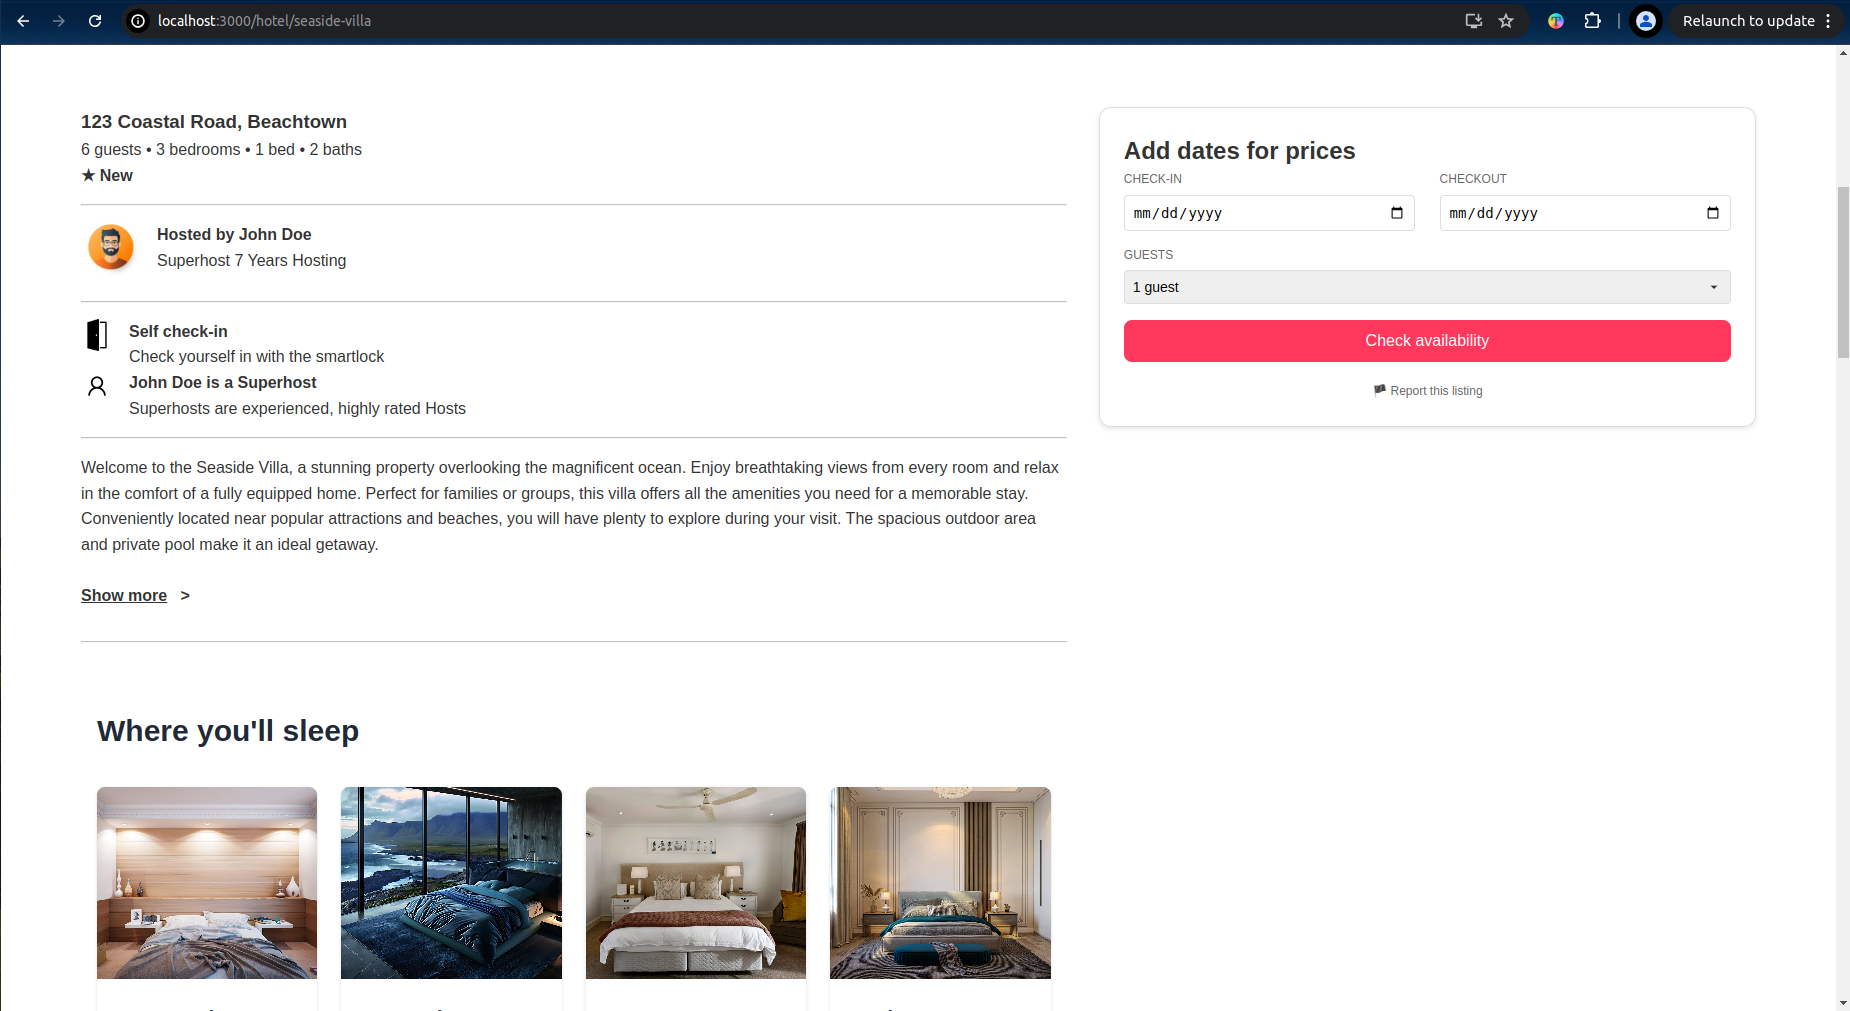 localhost:3000/hotel/seaside-villa
Relaunch to update
123 Coastal Road, Beachtown
6 guests • 3 bedrooms • 1 bed • 2 baths
★ New
Hosted by John Doe
Superhost 7 Years Hosting
Self check-in
Check yourself in with the smartlock
John Doe is a Superhost
Superhosts are experienced, highly rated Hosts
Welcome to the Seaside Villa, a stunning property overlooking the magnificent ocean. Enjoy breathtaking views from every room and relax
in the comfort of a fully equipped home. Perfect for families or groups, this villa offers all the amenities you need for a memorable stay.
Conveniently located near popular attractions and beaches, you will have plenty to explore during your visit. The spacious outdoor area
and private pool make it an ideal getaway.
Show more >
Add dates for prices
CHECK-IN
CHECKOUT
mm/dd/yyyy
mm/dd/yyyy
GUESTS
1 guest
Check availability
Report this listing
Where you'll sleep